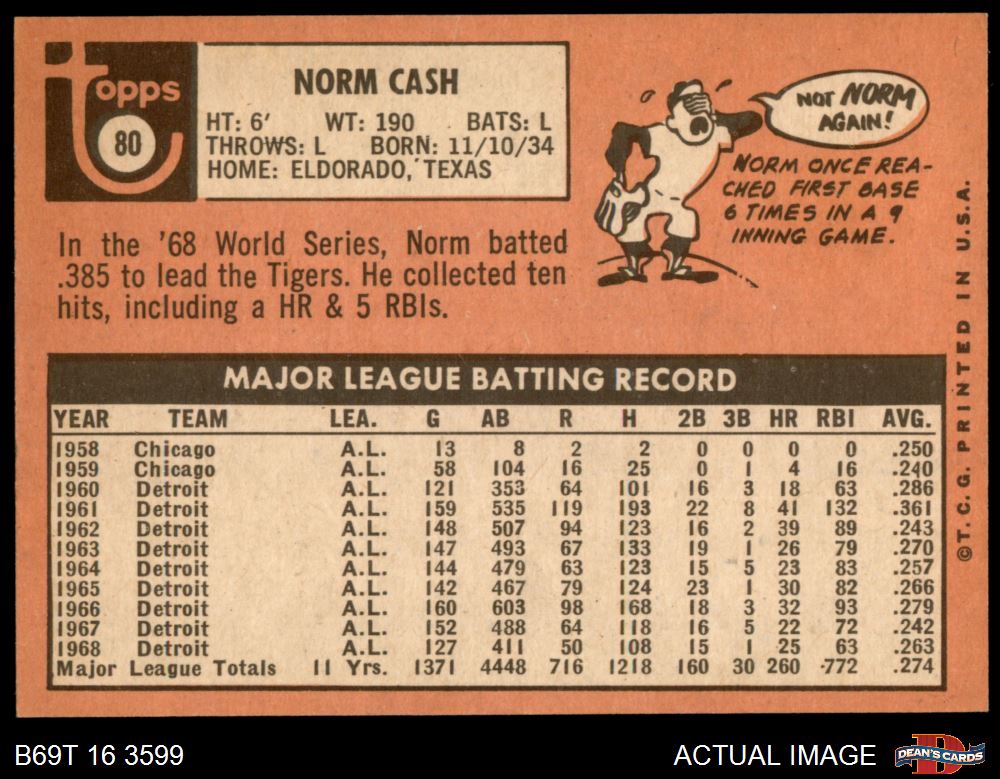 topps
80
NORM CASH
HT: 6' WT: 190 BATS: L
THROWS: L BORN: 11/10/34
HOME: ELDORADO, TEXAS
NOT NORM
AGAIN!
NORM ONCE REA-
CHED FIRST BASE
6 TIMES IN A 9
INNING GAME.
In the '68 World Series, Norm batted
.385 to lead the Tigers. He collected ten
hits, including a HR & 5 RBIs.
MAJOR LEAGUE BATTING RECORD
YEAR TEAM LEA. G AB R H 2B 3B HR RBI AVG.
1958 Chicago A.L. 13 8 2 2 0 0 0 0 .250
1959 Chicago A.L. 58 104 16 25 0 1 4 16 .240
1960 Detroit A.L. 121 353 64 101 16 3 18 63 .286
1961 Detroit A.L. 159 535 119 193 22 8 41 132 .361
1962 Detroit A.L. 148 507 94 123 16 2 39 89 .243
1963 Detroit A.L. 147 493 67 133 19 1 26 79 .270
1964 Detroit A.L. 144 479 63 123 15 5 23 83 .257
1965 Detroit A.L. 142 467 79 124 23 1 30 82 .266
1966 Detroit A.L. 160 603 98 168 18 3 32 93 .279
1967 Detroit A.L. 152 488 64 118 16 5 22 72 .242
1968 Detroit A.L. 127 411 50 108 15 1 25 63 .263
Major League Totals 11 Yrs. 1371 4448 716 1218 160 30 260 772 .274
©T.C.G. PRINTED IN U.S.A.
B69T 16 3599
ACTUAL IMAGE
D
DEAN'S CARDS